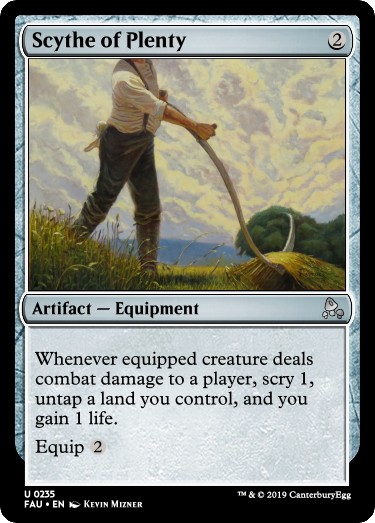 Scythe of Plenty 2
Artifact — Equipment
Whenever equipped creature deals
combat damage to a player, scry 1,
untap a land you control, and you
gain 1 life.
Equip 2
U 0235
FAU • EN KEVIN MIZNER
™ & © 2019 CanterburyEgg